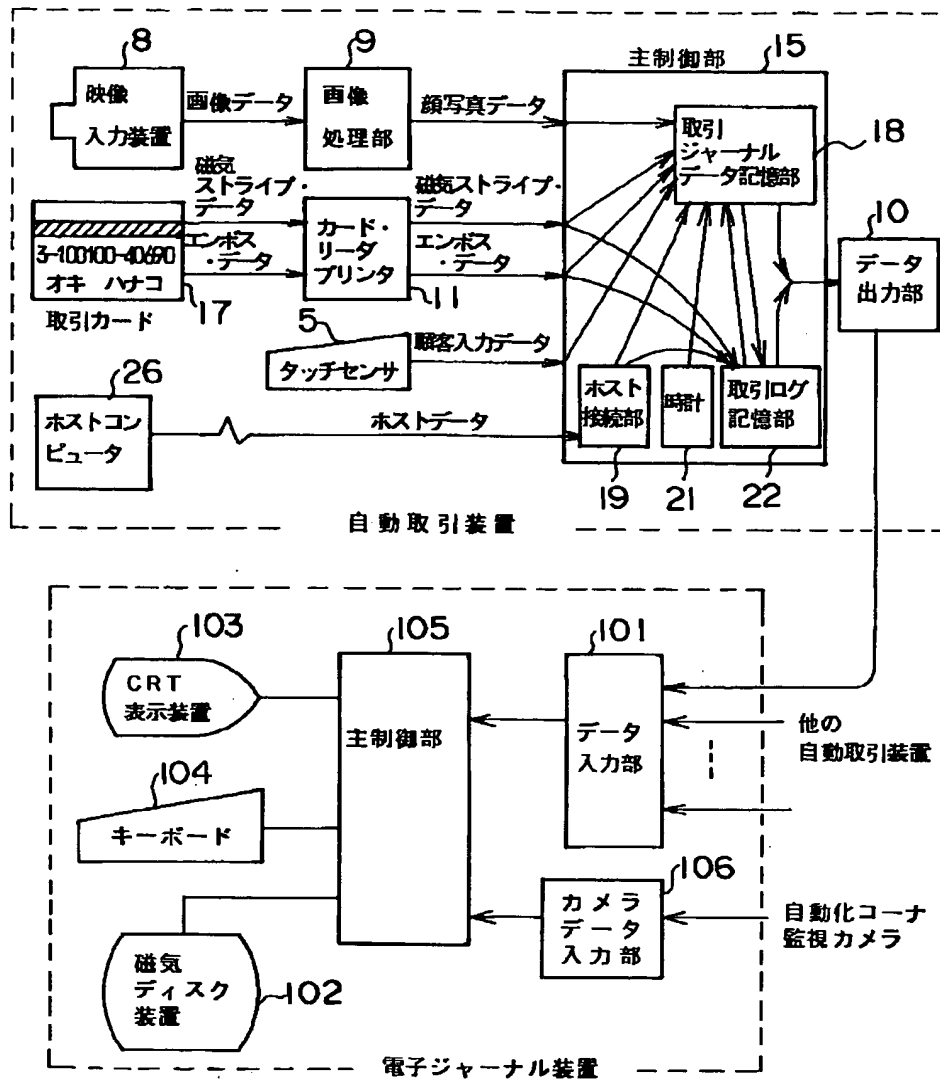 8
映像
入力装置
画像データ
9
画像
処理部
顔写真データ
主制御部
15
取引
ジャーナル
データ記憶部
18
磁気
ストライプ・
データ
エンボス
・データ
3-100100-40690
オキ ハナコ
17
取引カード
カード・
リーダ
プリンタ
11
磁気ストライプ・
データ
エンボス
・データ
10
データ
出力部
5
タッチセンサ
顧客入力データ
26
ホストコン
ピュータ
ホストデータ
ホスト
接続部
19
時計
21
取引ログ
記憶部
22
自動取引装置
103
CRT
表示装置
105
主制御部
101
データ
入力部
他の
自動取引装置
104
キーボード
106
カメラ
データ
入力部
自動化コーナ
監視カメラ
磁気
ディスク
装置
102
電子ジャーナル装置